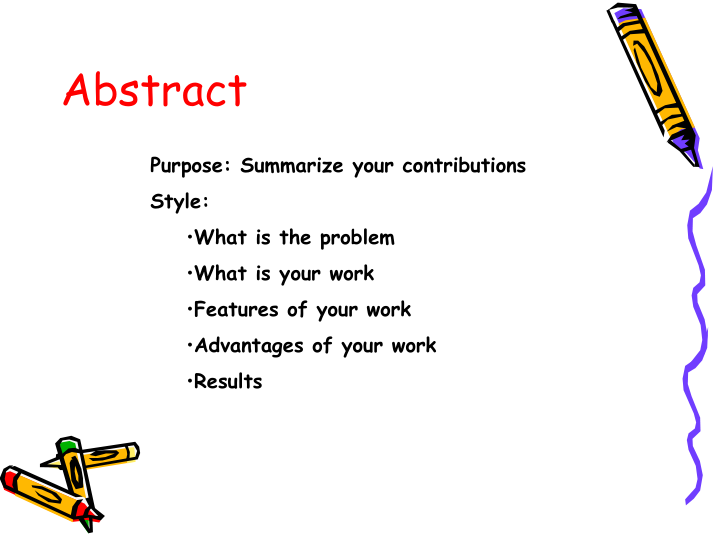 Abstract
Purpose: Summarize your contributions
Style:
•What is the problem
•What is your work
•Features of your work
•Advantages of your work
•Results